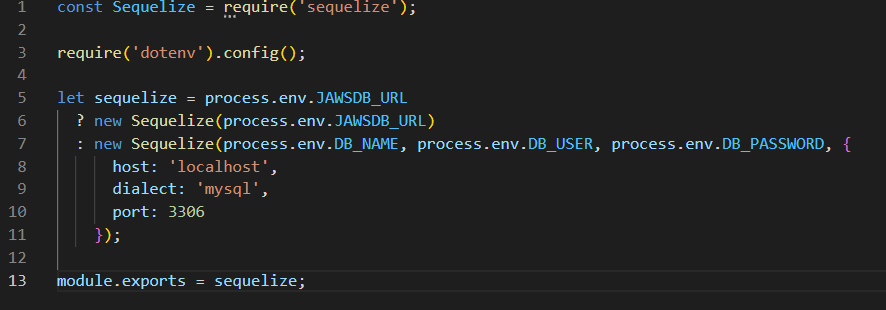 1 const Sequelize = require('sequelize');
2
3 require('dotenv').config();
4
5 let sequelize = process.env.JAWSDB_URL
6   ? new Sequelize(process.env.JAWSDB_URL)
7   : new Sequelize(process.env.DB_NAME, process.env.DB_USER, process.env.DB_PASSWORD, {
8       host: 'localhost',
9       dialect: 'mysql',
10       port: 3306
11     });
12
13 module.exports = sequelize;